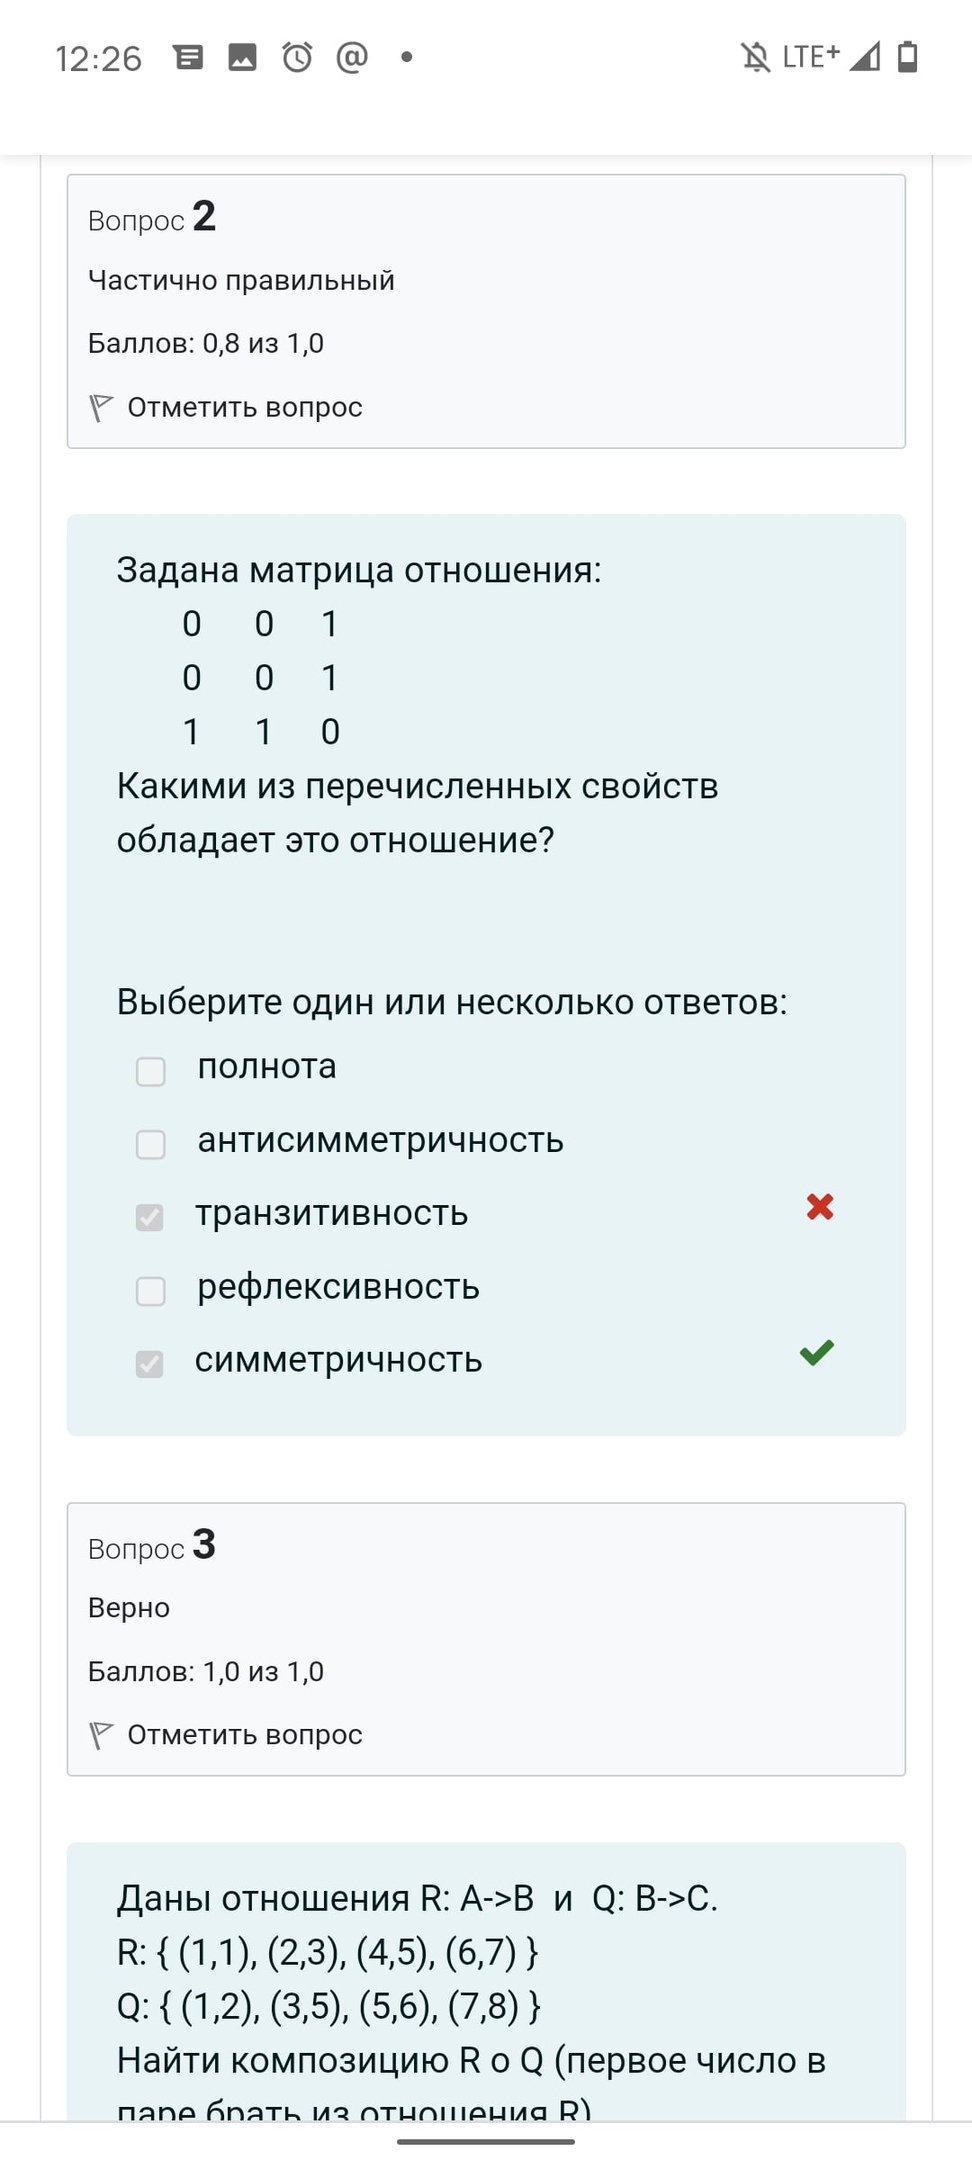 12:26 @ LTE+
Вопрос 2
Частично правильный
Баллов: 0,8 из 1,0
Отметить вопрос
Задана матрица отношения:
0 0 1
0 0 1
1 1 0
Какими из перечисленных свойств
обладает это отношение?
Выберите один или несколько ответов:
полнота
антисимметричность
транзитивность
рефлексивность
симметричность
Вопрос 3
Верно
Баллов: 1,0 из 1,0
Отметить вопрос
Даны отношения R: A->B и Q: B->C.
R: { (1,1), (2,3), (4,5), (6,7) }
Q: { (1,2), (3,5), (5,6), (7,8) }
Найти композицию R о Q (первое число в
паре брать из отношения R)